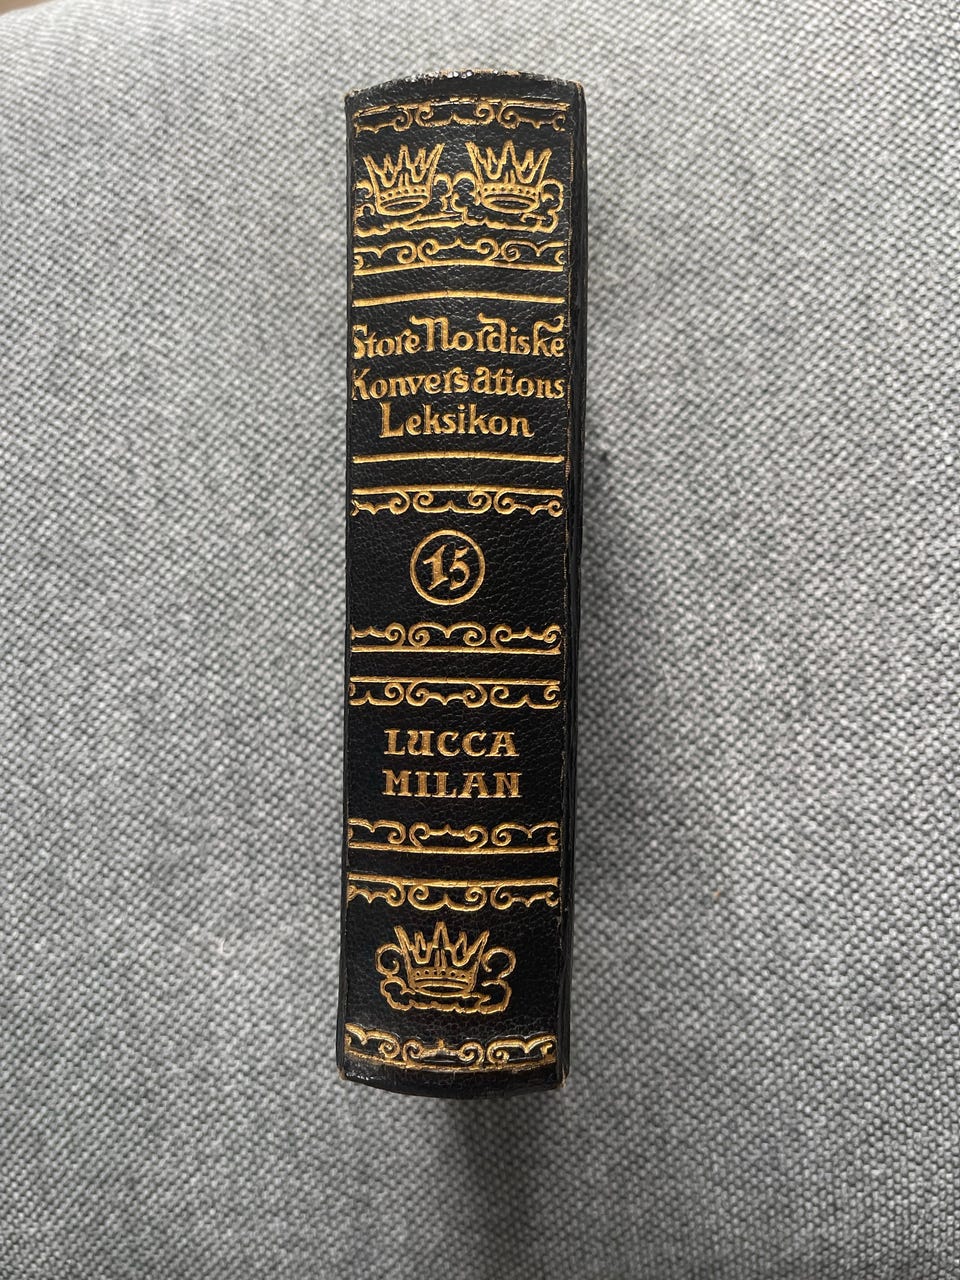 Store Nordiske
Konversations
Leksikon
15
LUCCA
MILAN